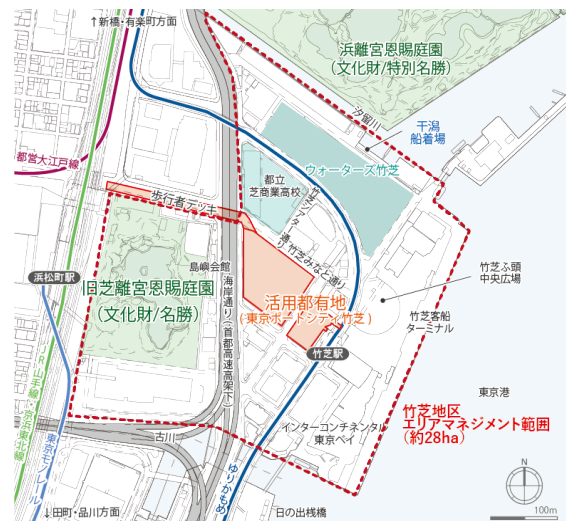 ↑新橋・有楽町方面
浜離宮恩賜庭園
(文化財/特別名勝)
汐留川
干潟
船着場
都営大江戸線
ウォーターズ竹芝
都立
芝商業高校
竹芝シアター通り
歩行者デッキ
竹芝みなと通り
島嶼会館
浜松町駅
旧芝離宮恩賜庭園
(文化財/名勝)
海岸通り(首都高速高架下)
活用都有地
(東京ポートシティ竹芝)
竹芝ふ頭
中央広場
竹芝客船
ターミナル
竹芝駅
東京港
JR山手線・京浜東北線
竹芝地区
エリアマネジメント範囲
(約28ha)
インターコンチネンタル
東京ベイ
古川
東京モノレール
ゆりかもめ
↓田町・品川方面
日の出桟橋
N
100m